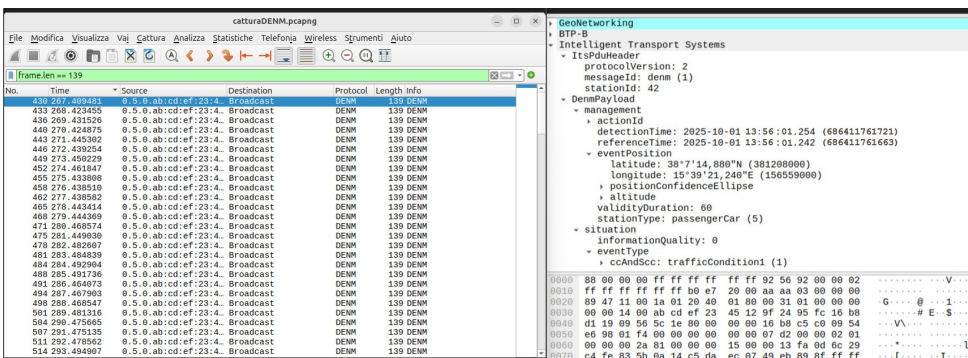 catturaDENM.pcapng
File Modifica Visualizza Vai Cattura Analizza Statistiche Telefonia Wireless Strumenti Aiuto
frame.len == 139
No. Time Source Destination Protocol Length Info
430 267.409481 0.5.0.ab:cd:ef:23:4… Broadcast DENM 139 DENM
433 268.423455 0.5.0.ab:cd:ef:23:4… Broadcast DENM 139 DENM
436 269.431526 0.5.0.ab:cd:ef:23:4… Broadcast DENM 139 DENM
440 270.424875 0.5.0.ab:cd:ef:23:4… Broadcast DENM 139 DENM
443 271.445302 0.5.0.ab:cd:ef:23:4… Broadcast DENM 139 DENM
446 272.439254 0.5.0.ab:cd:ef:23:4… Broadcast DENM 139 DENM
449 273.450229 0.5.0.ab:cd:ef:23:4… Broadcast DENM 139 DENM
452 274.461847 0.5.0.ab:cd:ef:23:4… Broadcast DENM 139 DENM
455 275.433808 0.5.0.ab:cd:ef:23:4… Broadcast DENM 139 DENM
458 276.438510 0.5.0.ab:cd:ef:23:4… Broadcast DENM 139 DENM
462 277.438582 0.5.0.ab:cd:ef:23:4… Broadcast DENM 139 DENM
465 278.443414 0.5.0.ab:cd:ef:23:4… Broadcast DENM 139 DENM
468 279.444369 0.5.0.ab:cd:ef:23:4… Broadcast DENM 139 DENM
471 280.468574 0.5.0.ab:cd:ef:23:4… Broadcast DENM 139 DENM
475 281.449030 0.5.0.ab:cd:ef:23:4… Broadcast DENM 139 DENM
478 282.482607 0.5.0.ab:cd:ef:23:4… Broadcast DENM 139 DENM
481 283.484839 0.5.0.ab:cd:ef:23:4… Broadcast DENM 139 DENM
484 284.492904 0.5.0.ab:cd:ef:23:4… Broadcast DENM 139 DENM
488 285.491736 0.5.0.ab:cd:ef:23:4… Broadcast DENM 139 DENM
491 286.464073 0.5.0.ab:cd:ef:23:4… Broadcast DENM 139 DENM
494 287.467903 0.5.0.ab:cd:ef:23:4… Broadcast DENM 139 DENM
498 288.468547 0.5.0.ab:cd:ef:23:4… Broadcast DENM 139 DENM
501 289.481316 0.5.0.ab:cd:ef:23:4… Broadcast DENM 139 DENM
504 290.475665 0.5.0.ab:cd:ef:23:4… Broadcast DENM 139 DENM
507 291.475135 0.5.0.ab:cd:ef:23:4… Broadcast DENM 139 DENM
511 292.478562 0.5.0.ab:cd:ef:23:4… Broadcast DENM 139 DENM
514 293.494907 0.5.0.ab:cd:ef:23:4… Broadcast DENM 139 DENM
GeoNetworking
BTP-B
Intelligent Transport Systems
ItsPduHeader
protocolVersion: 2
messageId: denm (1)
stationId: 42
DenmPayload
management
actionId
detectionTime: 2025-10-01 13:56:01.254 (686411761721)
referenceTime: 2025-10-01 13:56:01.242 (686411761663)
eventPosition
latitude: 38°7'14,880"N (381208000)
longitude: 15°39'21,240"E (156559000)
positionConfidenceEllipse
altitude
validityDuration: 60
stationType: passengerCar (5)
situation
informationQuality: 0
eventType
ccAndScc: trafficCondition1 (1)
0000 88 00 00 00 ff ff ff ff ff ff 92 56 92 00 00 02 ········ ···V····
0010 ff ff ff ff ff ff b0 e7 20 00 aa aa 03 00 00 00
0020 89 47 11 00 1a 01 20 40 01 80 00 31 01 00 00 00 ·G···· @ ···1····
0030 00 00 14 00 ab cd ef 23 45 12 9f 24 95 fc 16 b8
0040 d1 19 09 56 5c 1e 80 00 00 00 16 b8 c5 c0 09 54
0050 e6 98 01 f4 00 00 00 00 00 00 07 d2 00 00 02 01
0060 00 00 00 2a 81 00 00 00 15 00 00 13 fa 0d 6c 29
0070 c4 fe 83 5b 0a 14 c5 da ec 07 49 eb 89 8f ff ff